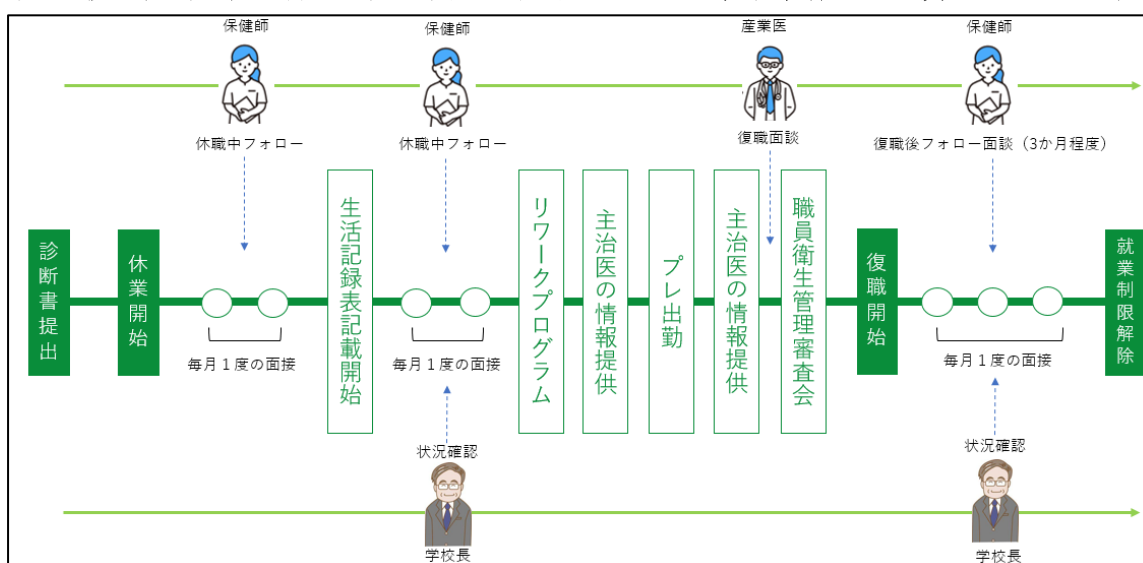 保健師
保健師
産業医
保健師
休職中フォロー
休職中フォロー
復職面談
復職後フォロー面談（3か月程度）
診断書提出
休業開始
毎月１度の面接
生活記録表記載開始
毎月１度の面接
リワークプログラム
主治医の情報提供
プレ出勤
主治医の情報提供
職員衛生管理審査会
復職開始
毎月１度の面接
就業制限解除
状況確認
状況確認
学校長
学校長